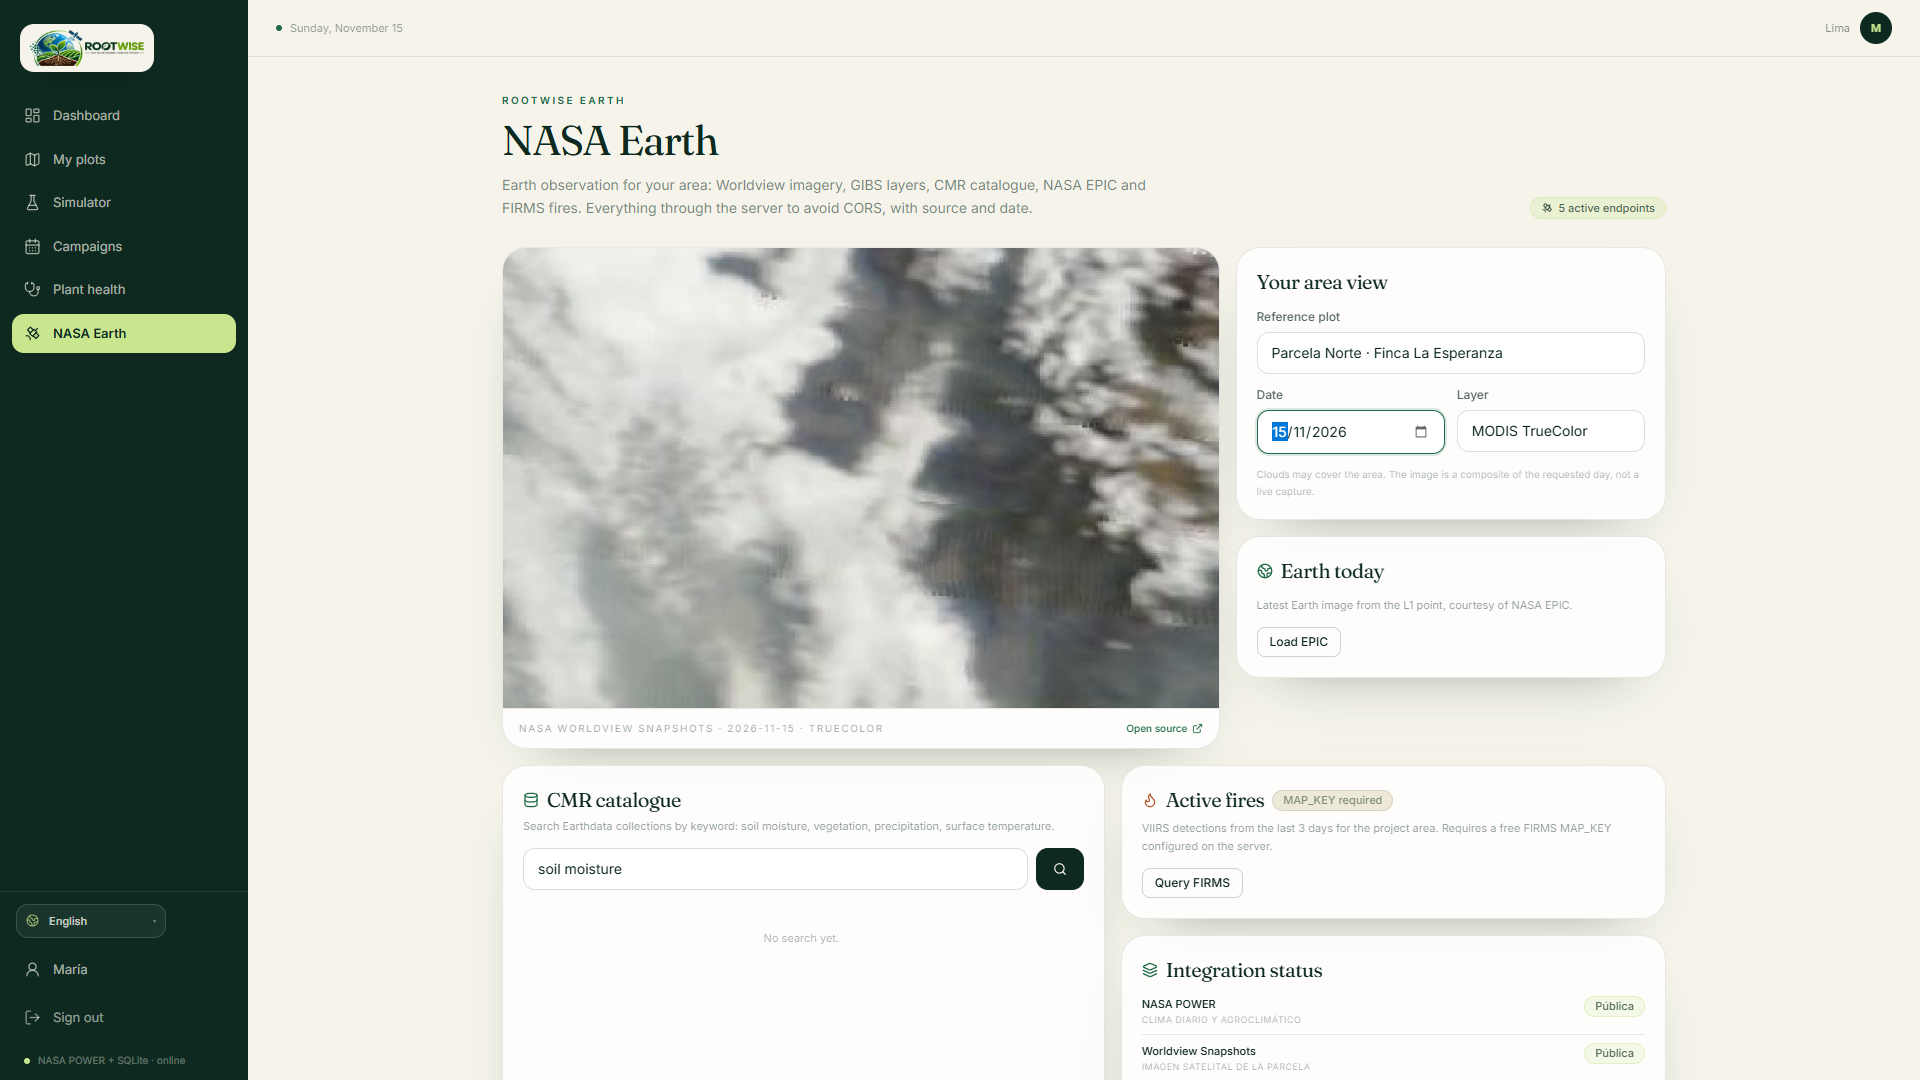 ROOTWISE
Dashboard
My plots
Simulator
Campaigns
Plant health
NASA Earth
English
María
Sign out
NASA POWER + SQLite · online
Sunday, November 15
Lima
M
ROOTWISE EARTH
NASA Earth
Earth observation for your area: Worldview imagery, GIBS layers, CMR catalogue, NASA EPIC and
FIRMS fires. Everything through the server to avoid CORS, with source and date.
5 active endpoints
NASA WORLDVIEW SNAPSHOTS · 2026-11-15 · TRUECOLOR
Open source
Your area view
Reference plot
Parcela Norte · Finca La Esperanza
Date
Layer
15/11/2026
MODIS TrueColor
Clouds may cover the area. The image is a composite of the requested day, not a
live capture.
Earth today
Latest Earth image from the L1 point, courtesy of NASA EPIC.
Load EPIC
CMR catalogue
Search Earthdata collections by keyword: soil moisture, vegetation, precipitation, surface temperature.
soil moisture
No search yet.
Active fires
MAP_KEY required
VIIRS detections from the last 3 days for the project area. Requires a free FIRMS MAP_KEY
configured on the server.
Query FIRMS
Integration status
NASA POWER
Pública
CLIMA DIARIO Y AGROCLIMÁTICO
Worldview Snapshots
Pública
IMAGEN SATELITAL DE LA PARCELA